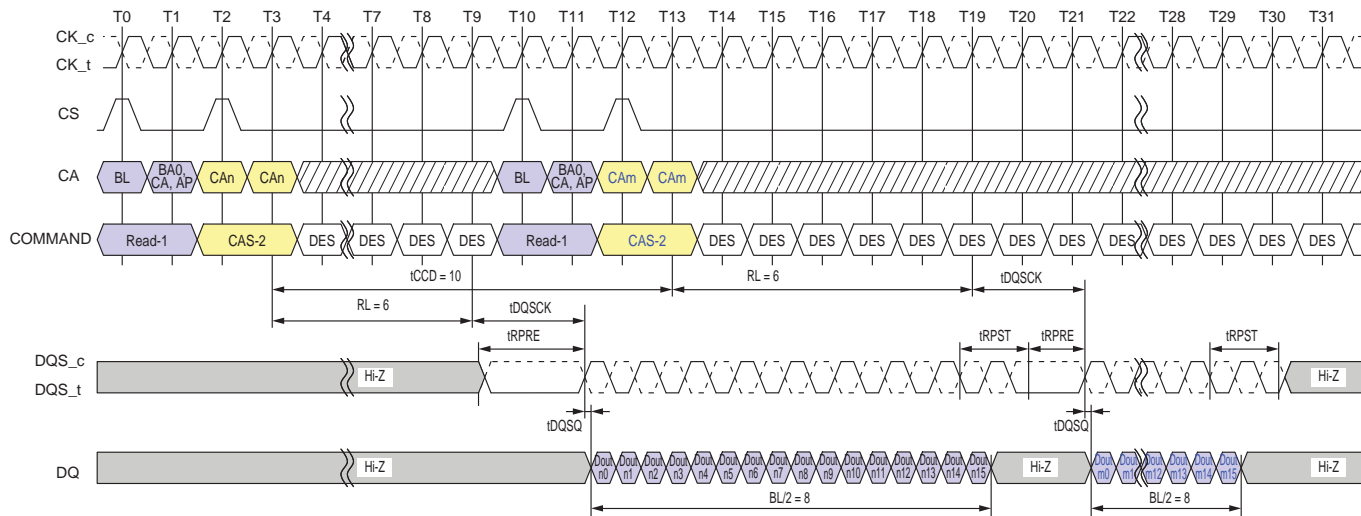 T0 T1 T2 T3 T4 T7 T8 T9 T10 T11 T12 T13 T14 T15 T16 T17 T18 T19 T20 T21 T22 T28 T29 T30 T31
CK_c
CK_t
CS
CA
BL
BA0, CA, AP
CAn
CAn
BL
BA0, CA, AP
CAm
CAm
COMMAND
Read-1
CAS-2
DES
DES
DES
DES
Read-1
CAS-2
DES
DES
DES
DES
DES
DES
DES
DES
DES
DES
DES
DES
DES
tCCD = 10
RL = 6
tDQSCK
RL = 6
tDQSCK
tRPRE
tRPST
tRPRE
tRPST
DQS_c
DQS_t
Hi-Z
Hi-Z
tDQSQ
tDQSQ
DQ
Hi-Z
Dout n0
Dout n1
Dout n2
Dout n3
Dout n4
Dout n5
Dout n6
Dout n7
Dout n8
Dout n9
Dout n10
Dout n11
Dout n12
Dout n13
Dout n14
Dout n15
Hi-Z
Dout m0
Dout m1
Dout m12
Dout m13
Dout m14
Dout m15
Hi-Z
BL/2 = 8
BL/2 = 8